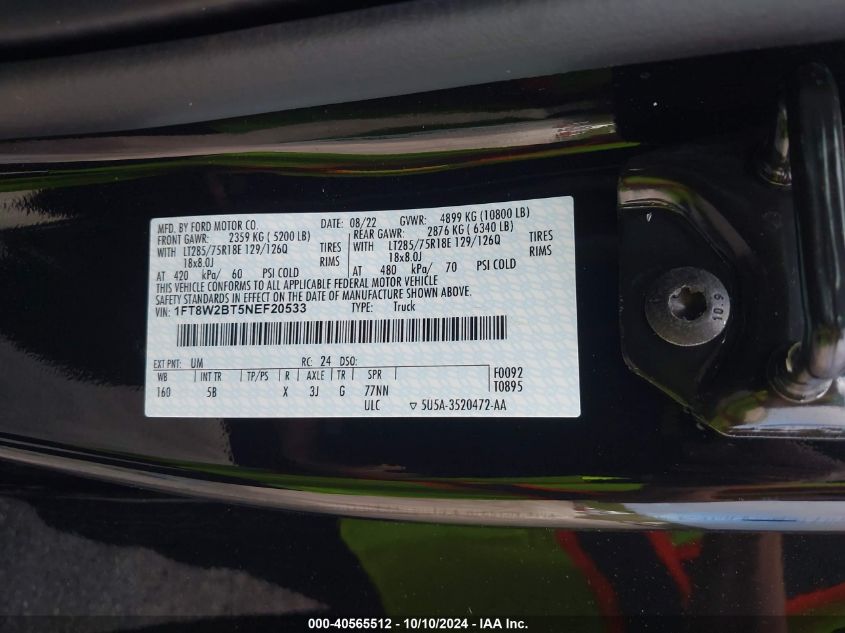 MFD. BY FORD MOTOR CO. DATE: 08/22 GVWR: 4899 KG (10800 LB)
FRONT GAWR: 2359 KG ( 5200 LB) REAR GAWR: 2876 KG ( 6340 LB)
WITH LT285/75R18E 129/126Q TIRES WITH LT285/75R18E 129/126Q TIRES
18x8.0J RIMS 18x8.0J RIMS
AT 420 kPa/ 60 PSI COLD AT 480 kPa/ 70 PSI COLD
THIS VEHICLE CONFORMS TO ALL APPLICABLE FEDERAL MOTOR VEHICLE
SAFETY STANDARDS IN EFFECT ON THE DATE OF MANUFACTURE SHOWN ABOVE.
VIN: 1FT8W2BT5NEF20533 TYPE: Truck
EXT PNT: UM RC: 24 DSO: F0092
WB INT TR TP/PS R AXLE TR SPR T0895
160 5B X 3J G 77NN
ULC ▽ 5U5A-3520472-AA
10.9
000-40565512 - 10/10/2024 - IAA Inc.